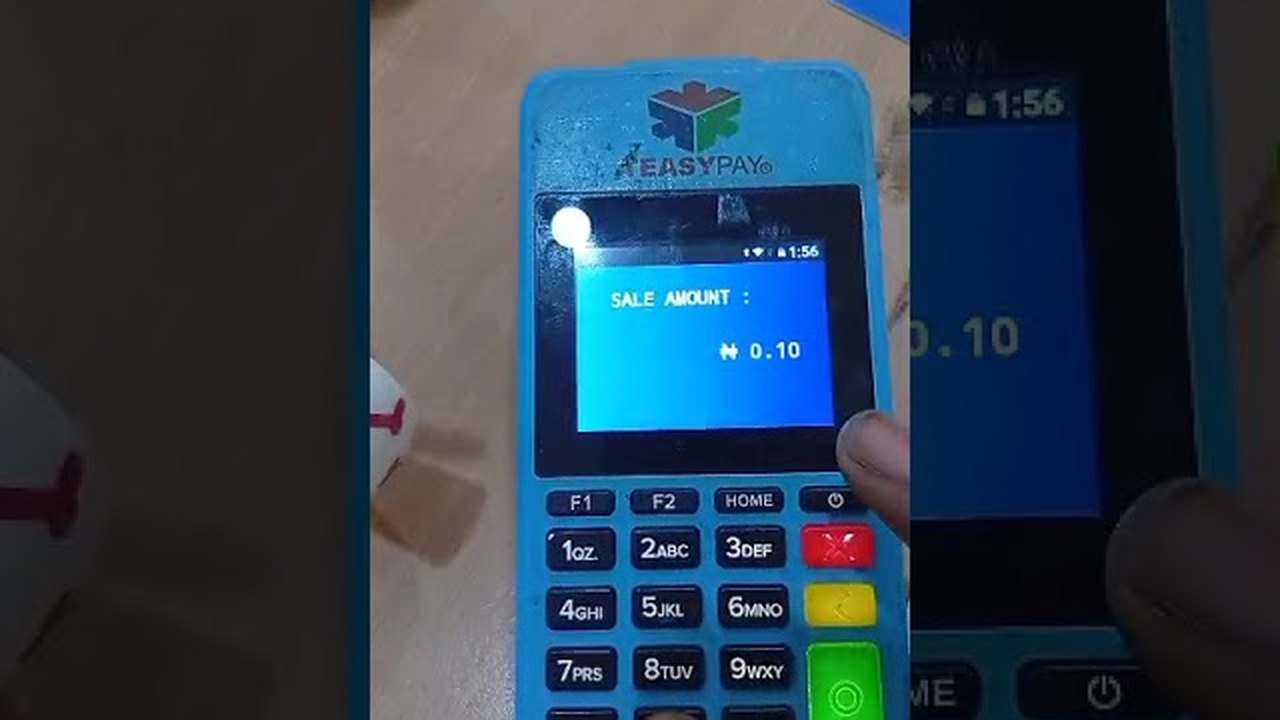 EASYPAY
1:56
SALE AMOUNT :
₦ 0.10
F1 F2 HOME
1QZ. 2ABC 3DEF
4GHI 5JKL 6MNO
7PRS 8TUV 9WXY
1:56
0.10
ME